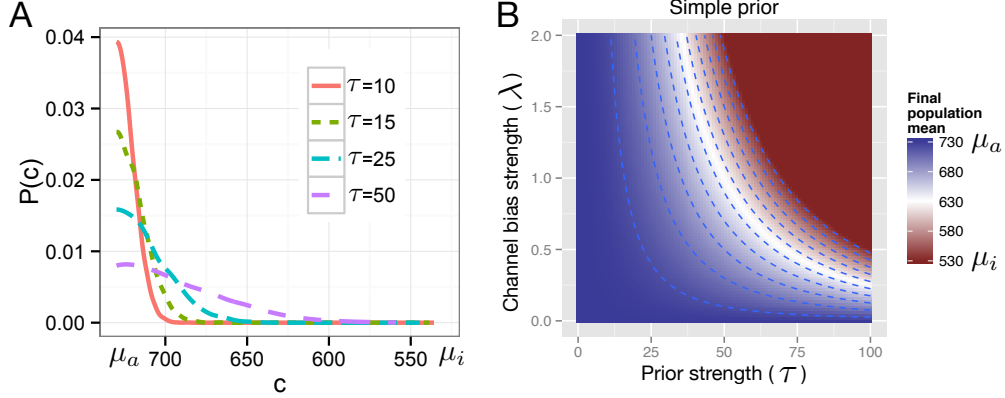 A
P(c)
0.04
0.03
0.02
0.01
0.00
τ=10
τ=15
τ=25
τ=50
μa 700 650 600 550 μi
c
B
Simple prior
Channel bias strength (λ)
2.0
1.5
1.0
0.5
0.0
0 25 50 75 100
Prior strength (τ)
Final
population
mean
730 μa
680
630
580
530 μi